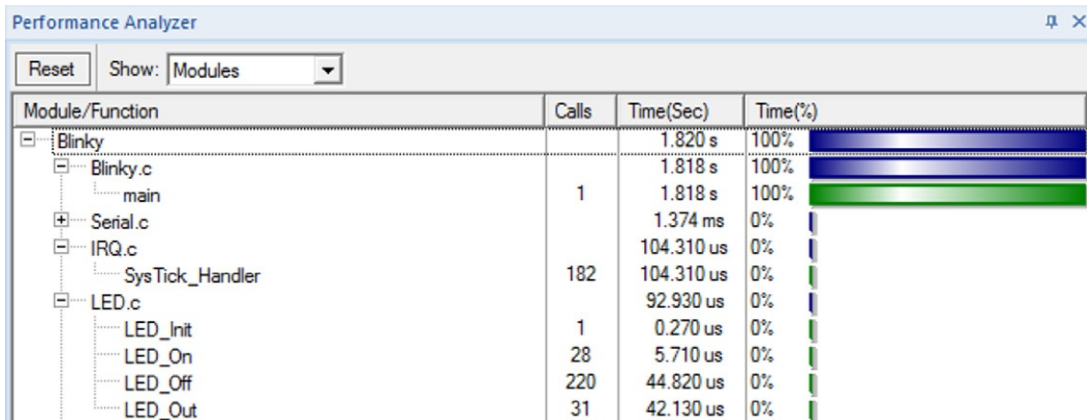 Performance Analyzer
Reset Show: Modules
Module/Function Calls Time(Sec) Time(%)
Blinky 1.820 s 100%
Blinky.c 1.818 s 100%
main 1 1.818 s 100%
Serial.c 1.374 ms 0%
IRQ.c 104.310 us 0%
SysTick_Handler 182 104.310 us 0%
LED.c 92.930 us 0%
LED_Init 1 0.270 us 0%
LED_On 28 5.710 us 0%
LED_Off 220 44.820 us 0%
LED_Out 31 42.130 us 0%